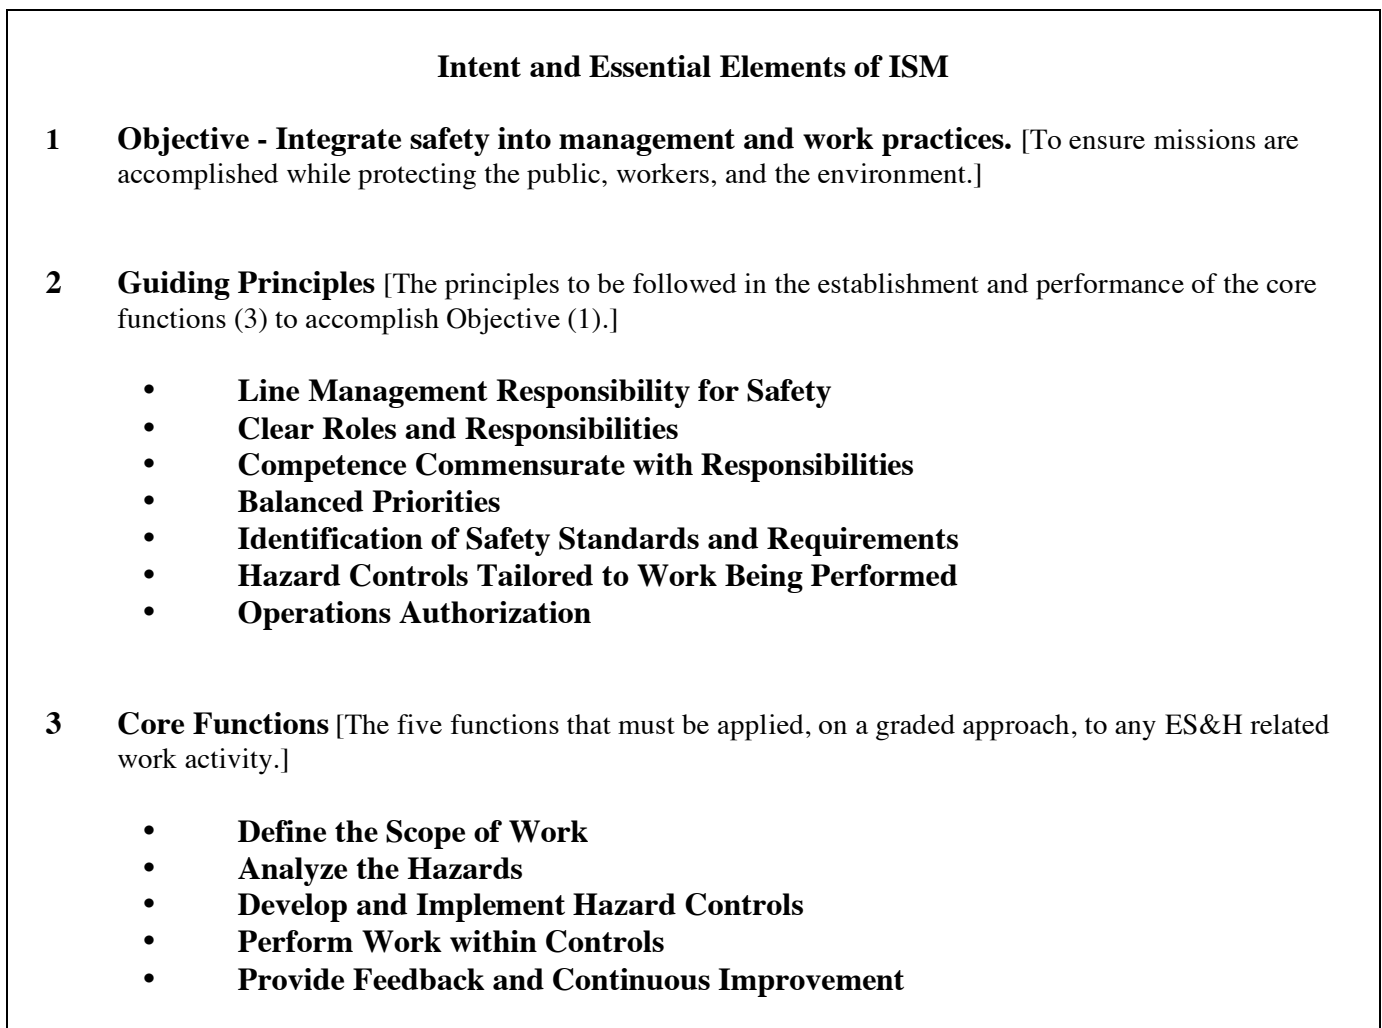 Intent and Essential Elements of ISM
1 Objective - Integrate safety into management and work practices. [To ensure missions are
accomplished while protecting the public, workers, and the environment.]
2 Guiding Principles [The principles to be followed in the establishment and performance of the core
functions (3) to accomplish Objective (1).]
• Line Management Responsibility for Safety
• Clear Roles and Responsibilities
• Competence Commensurate with Responsibilities
• Balanced Priorities
• Identification of Safety Standards and Requirements
• Hazard Controls Tailored to Work Being Performed
• Operations Authorization
3 Core Functions [The five functions that must be applied, on a graded approach, to any ES&H related
work activity.]
• Define the Scope of Work
• Analyze the Hazards
• Develop and Implement Hazard Controls
• Perform Work within Controls
• Provide Feedback and Continuous Improvement